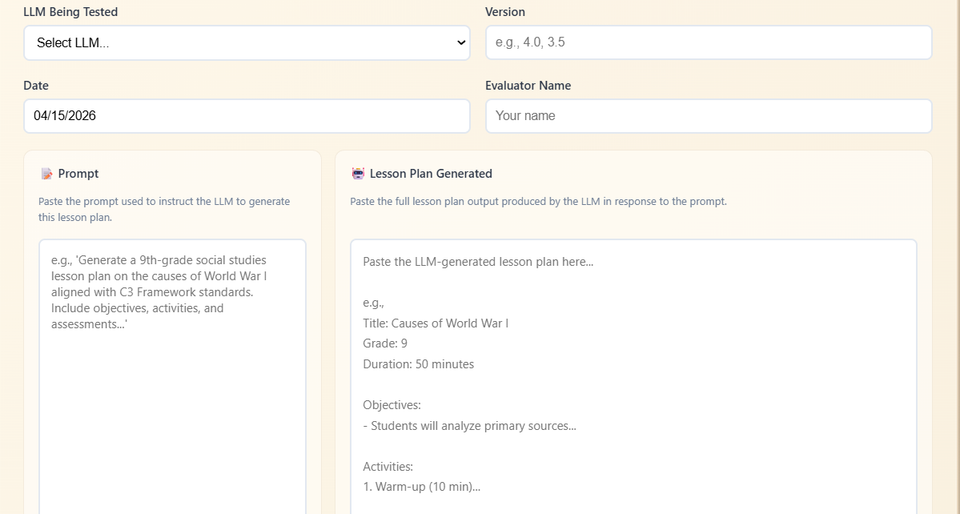 LLM Being Tested
Version
Select LLM...
e.g., 4.0, 3.5
Date
Evaluator Name
04/15/2026
Your name
Prompt
Paste the prompt used to instruct the LLM to generate
this lesson plan.
e.g., 'Generate a 9th-grade social studies
lesson plan on the causes of World War I
aligned with C3 Framework standards.
Include objectives, activities, and
assessments...'
Lesson Plan Generated
Paste the full lesson plan output produced by the LLM in response to the prompt.
Paste the LLM-generated lesson plan here...
e.g.,
Title: Causes of World War I
Grade: 9
Duration: 50 minutes
Objectives:
- Students will analyze primary sources...
Activities:
1. Warm-up (10 min)...